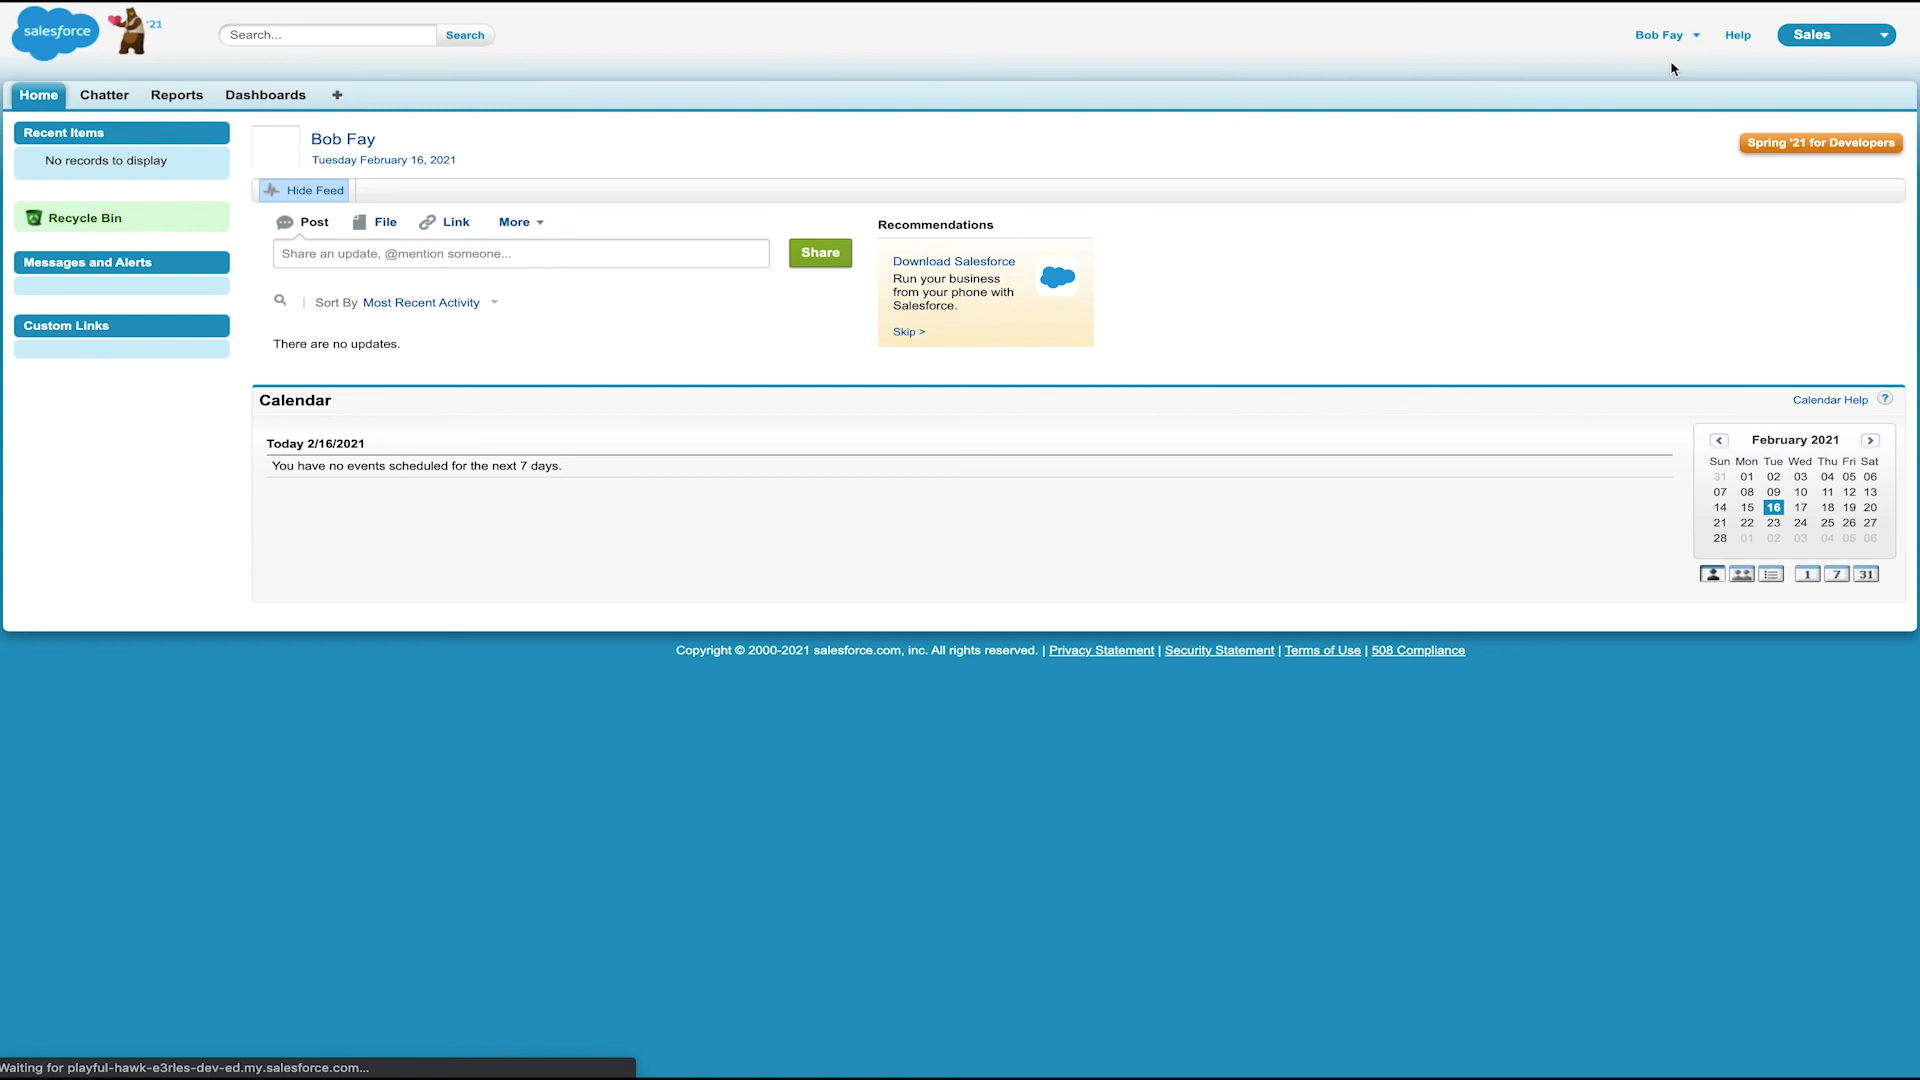 salesforce
'21
Search...
Search
Bob Fay
Help
Sales
Home
Chatter
Reports
Dashboards
Recent Items
No records to display
Recycle Bin
Messages and Alerts
Custom Links
Bob Fay
Tuesday February 16, 2021
Spring '21 for Developers
Hide Feed
Post
File
Link
More
Share an update, @mention someone...
Share
Sort By Most Recent Activity
There are no updates.
Recommendations
Download Salesforce
Run your business
from your phone with
Salesforce.
Skip >
Calendar
Calendar Help
?
Today 2/16/2021
You have no events scheduled for the next 7 days.
February 2021
Sun Mon Tue Wed Thu Fri Sat
31 01 02 03 04 05 06
07 08 09 10 11 12 13
14 15 16 17 18 19 20
21 22 23 24 25 26 27
28 01 02 03 04 05 06
1 7 31
Copyright © 2000-2021 salesforce.com, inc. All rights reserved. | Privacy Statement | Security Statement | Terms of Use | 508 Compliance
Waiting for playful-hawk-e3rles-dev-ed.my.salesforce.com...